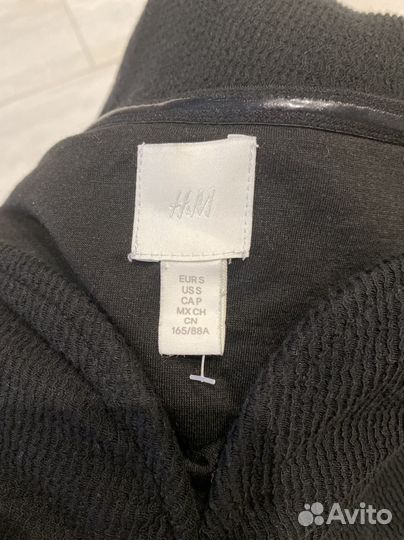 H&M
EUR S
US S
CA P
MX CH
CN
165/88A
Avito